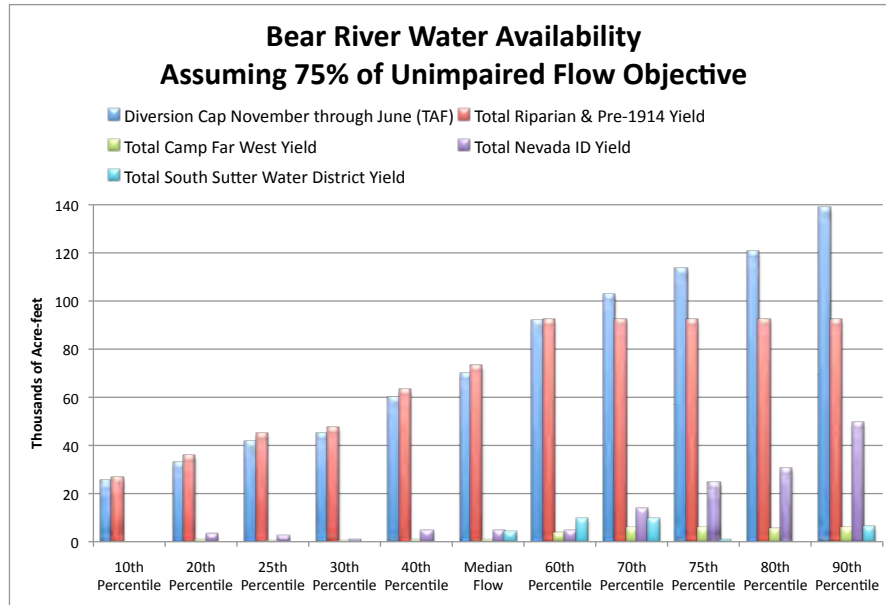 Bear River Water Availability
Assuming 75% of Unimpaired Flow Objective
Diversion Cap November through June (TAF) Total Riparian & Pre-1914 Yield
Total Camp Far West Yield Total Nevada ID Yield
Total South Sutter Water District Yield
Thousands of Acre-feet
140
120
100
80
60
40
20
0
10th 20th 25th 30th 40th Median 60th 70th 75th 80th 90th
Percentile Percentile Percentile Percentile Percentile Flow Percentile Percentile Percentile Percentile Percentile